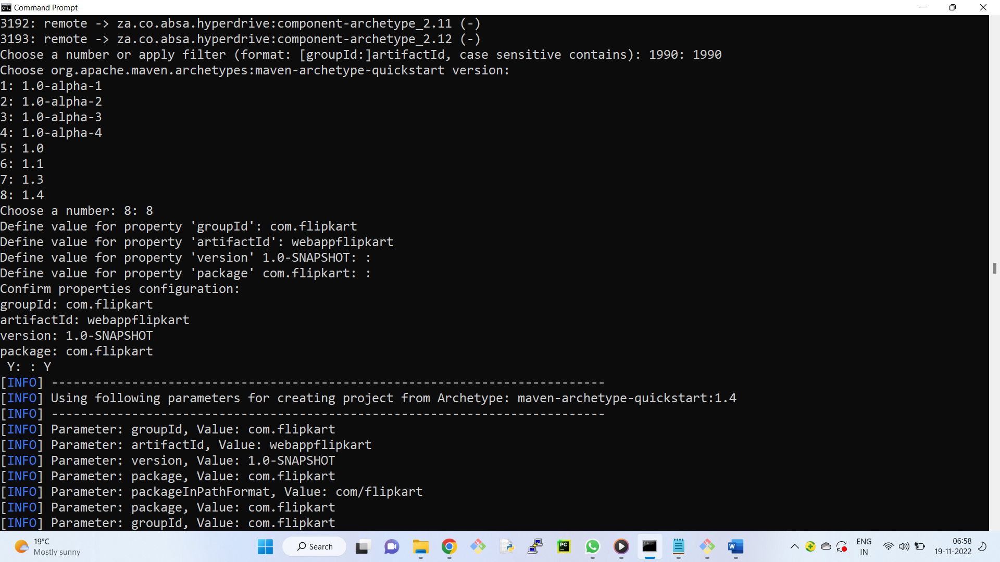 Command Prompt
3192: remote -> za.co.absa.hyperdrive:component-archetype_2.11 (-)
3193: remote -> za.co.absa.hyperdrive:component-archetype_2.12 (-)
Choose a number or apply filter (format: [groupId:]artifactId, case sensitive contains): 1990: 1990
Choose org.apache.maven.archetypes:maven-archetype-quickstart version:
1: 1.0-alpha-1
2: 1.0-alpha-2
3: 1.0-alpha-3
4: 1.0-alpha-4
5: 1.0
6: 1.1
7: 1.3
8: 1.4
Choose a number: 8: 8
Define value for property 'groupId': com.flipkart
Define value for property 'artifactId': webappflipkart
Define value for property 'version' 1.0-SNAPSHOT: :
Define value for property 'package' com.flipkart: :
Confirm properties configuration:
groupId: com.flipkart
artifactId: webappflipkart
version: 1.0-SNAPSHOT
package: com.flipkart
 Y: : Y
[INFO] ----------------------------------------------------------------------------
[INFO] Using following parameters for creating project from Archetype: maven-archetype-quickstart:1.4
[INFO] ----------------------------------------------------------------------------
[INFO] Parameter: groupId, Value: com.flipkart
[INFO] Parameter: artifactId, Value: webappflipkart
[INFO] Parameter: version, Value: 1.0-SNAPSHOT
[INFO] Parameter: package, Value: com.flipkart
[INFO] Parameter: packageInPathFormat, Value: com/flipkart
[INFO] Parameter: package, Value: com.flipkart
[INFO] Parameter: groupId, Value: com.flipkart
19°C
Mostly sunny
Search
PC
W
ENG
IN
06:58
19-11-2022